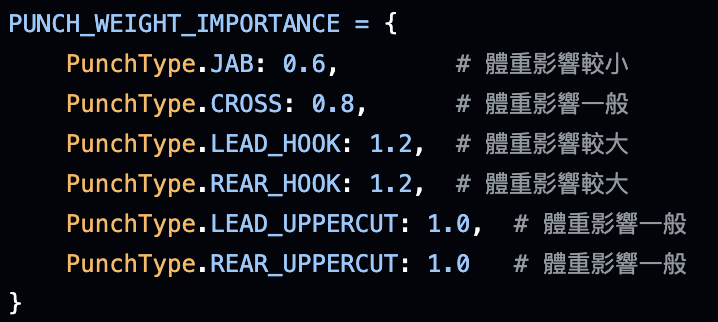 PUNCH_WEIGHT_IMPORTANCE = {
    PunchType.JAB: 0.6,        # 體重影響較小
    PunchType.CROSS: 0.8,      # 體重影響一般
    PunchType.LEAD_HOOK: 1.2,  # 體重影響較大
    PunchType.REAR_HOOK: 1.2,  # 體重影響較大
    PunchType.LEAD_UPPERCUT: 1.0,  # 體重影響一般
    PunchType.REAR_UPPERCUT: 1.0   # 體重影響一般
}